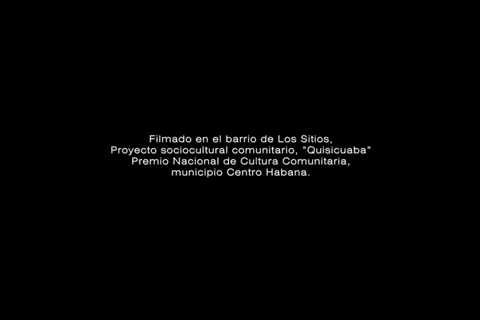 Filmado en el barrio de Los Sitios,
Proyecto sociocultural comunitario, "Quisicuaba"
Premio Nacional de Cultura Comunitaria,
municipio Centro Habana.